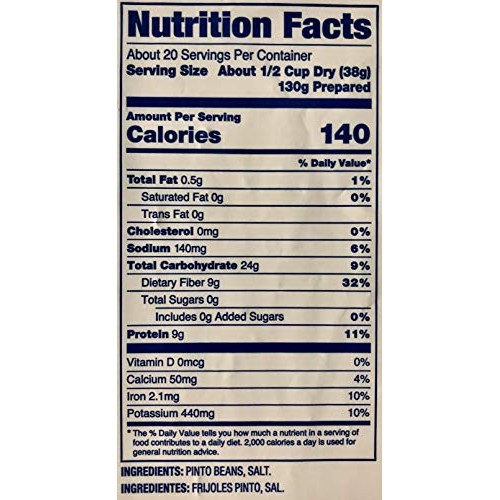 Nutrition Facts
About 20 Servings Per Container
Serving Size About 1/2 Cup Dry (38g)
130g Prepared
Amount Per Serving
Calories 140
% Daily Value*
Total Fat 0.5g 1%
Saturated Fat 0g 0%
Trans Fat 0g
Cholesterol 0mg 0%
Sodium 140mg 6%
Total Carbohydrate 24g 9%
Dietary Fiber 9g 32%
Total Sugars 0g
Includes 0g Added Sugars 0%
Protein 9g 11%
Vitamin D 0mcg 0%
Calcium 50mg 4%
Iron 2.1mg 10%
Potassium 440mg 10%
* The % Daily Value tells you how much a nutrient in a serving of
food contributes to a daily diet. 2,000 calories a day is used for
general nutrition advice.
INGREDIENTS: PINTO BEANS, SALT.
INGREDIENTES: FRIJOLES PINTO, SAL.